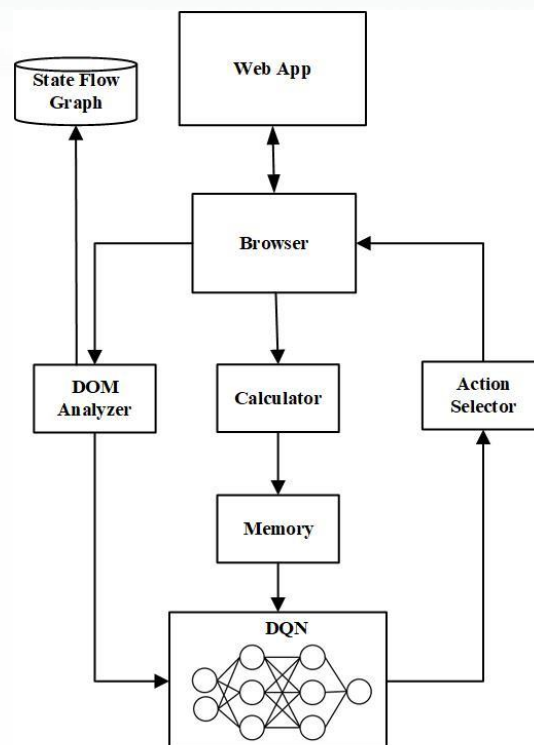 State Flow
Graph
Web App
Browser
DOM
Analyzer
Calculator
Action
Selector
Memory
DQN